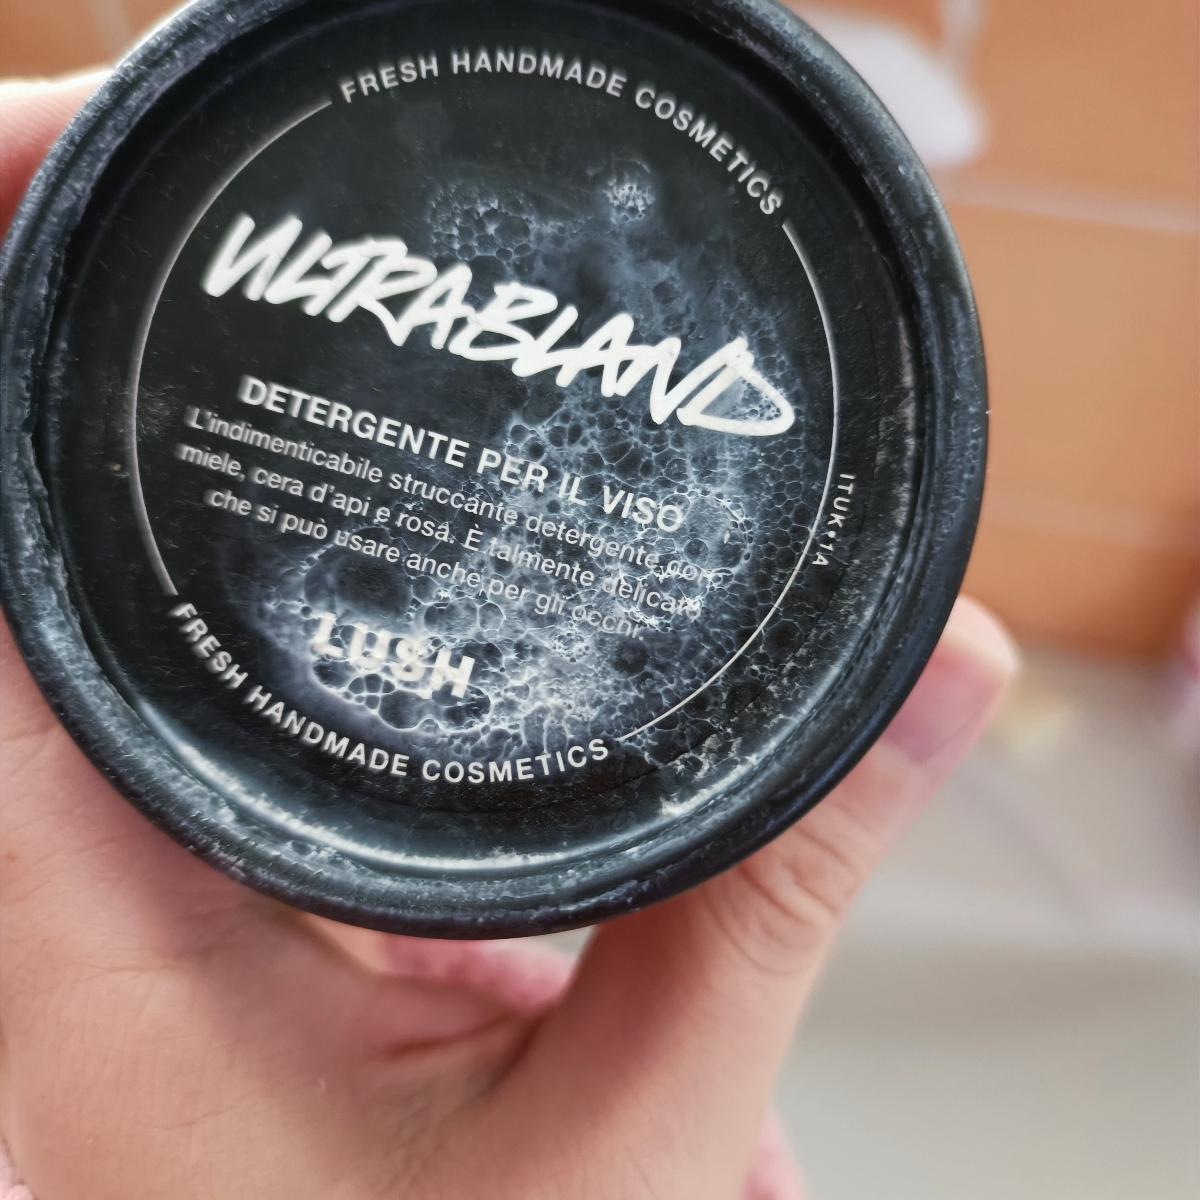 FRESH HANDMADE COSMETICS
ULTRABLAND
DETERGENTE PER IL VISO
L'indimenticabile struccante detergente con
miele, cera d'api e rosa. È talmente delicato
che si può usare anche per gli occhi.
LUSH
FRESH HANDMADE COSMETICS
ITUK•1A